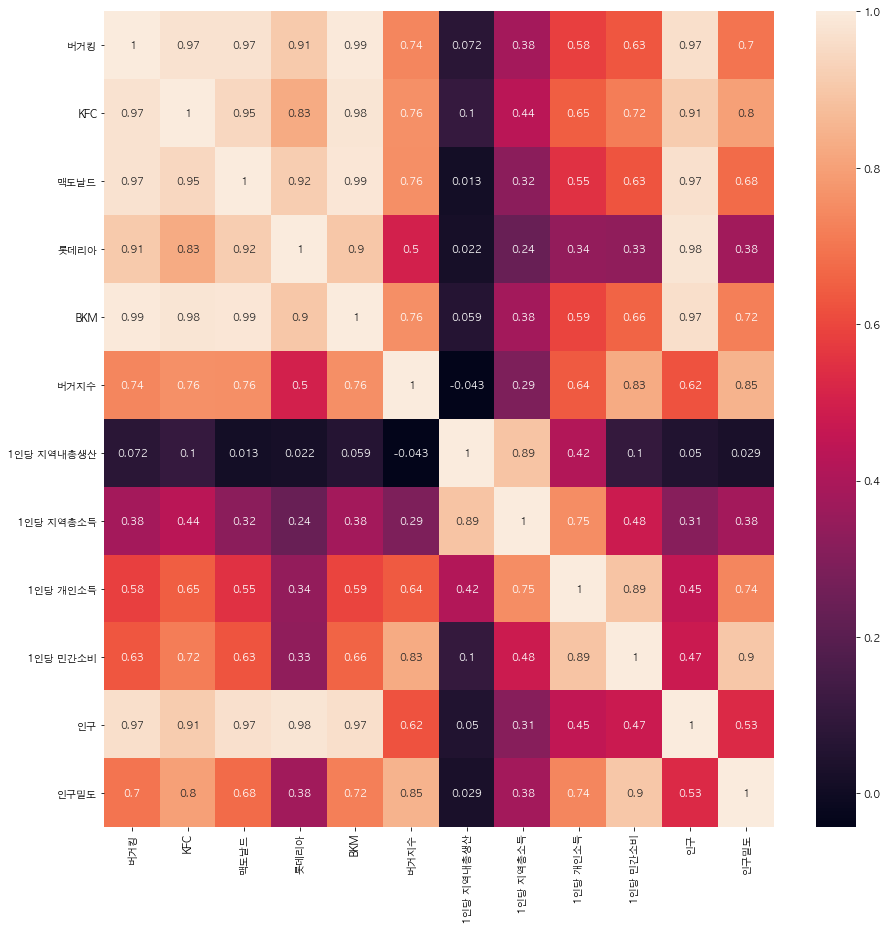 버거킹 1 0.97 0.97 0.91 0.99 0.74 0.072 0.38 0.58 0.63 0.97 0.7
KFC 0.97 1 0.95 0.83 0.98 0.76 0.1 0.44 0.65 0.72 0.91 0.8
맥도날드 0.97 0.95 1 0.92 0.99 0.76 0.013 0.32 0.55 0.63 0.97 0.68
롯데리아 0.91 0.83 0.92 1 0.9 0.5 0.022 0.24 0.34 0.33 0.98 0.38
BKM 0.99 0.98 0.99 0.9 1 0.76 0.059 0.38 0.59 0.66 0.97 0.72
버거지수 0.74 0.76 0.76 0.5 0.76 1 -0.043 0.29 0.64 0.83 0.62 0.85
1인당 지역내총생산 0.072 0.1 0.013 0.022 0.059 -0.043 1 0.89 0.42 0.1 0.05 0.029
1인당 지역총소득 0.38 0.44 0.32 0.24 0.38 0.29 0.89 1 0.75 0.48 0.31 0.38
1인당 개인소득 0.58 0.65 0.55 0.34 0.59 0.64 0.42 0.75 1 0.89 0.45 0.74
1인당 민간소비 0.63 0.72 0.63 0.33 0.66 0.83 0.1 0.48 0.89 1 0.47 0.9
인구 0.97 0.91 0.97 0.98 0.97 0.62 0.05 0.31 0.45 0.47 1 0.53
인구밀도 0.7 0.8 0.68 0.38 0.72 0.85 0.029 0.38 0.74 0.9 0.53 1
버거킹
KFC
맥도날드
롯데리아
BKM
버거지수
1인당 지역내총생산
1인당 지역총소득
1인당 개인소득
1인당 민간소비
인구
인구밀도
1.0
0.8
0.6
0.4
0.2
0.0